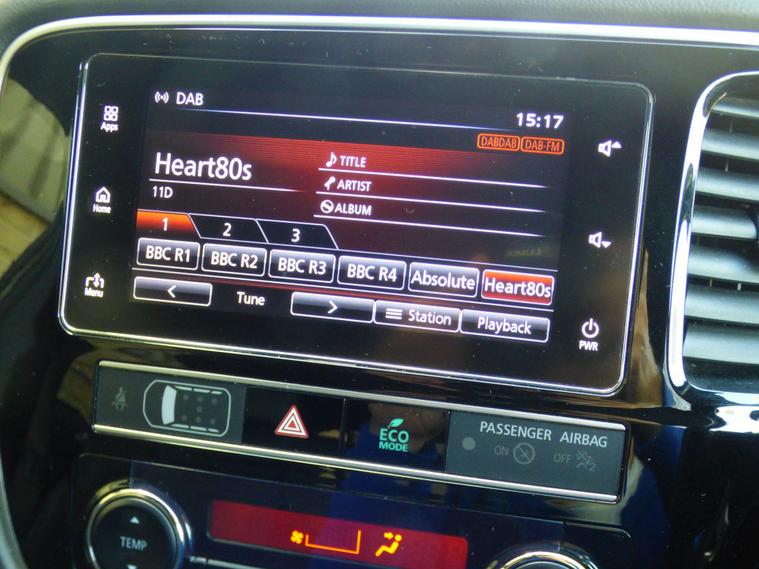 DAB
15:17
Apps
DABDAB DAB-FM
Heart80s
TITLE
11D
ARTIST
ALBUM
Home
1 2 3
BBC R1 BBC R2 BBC R3 BBC R4 Absolute Heart80s
Menu
< Tune > Station Playback
PWR
ECO
MODE
PASSENGER AIRBAG
ON OFF 2
TEMP